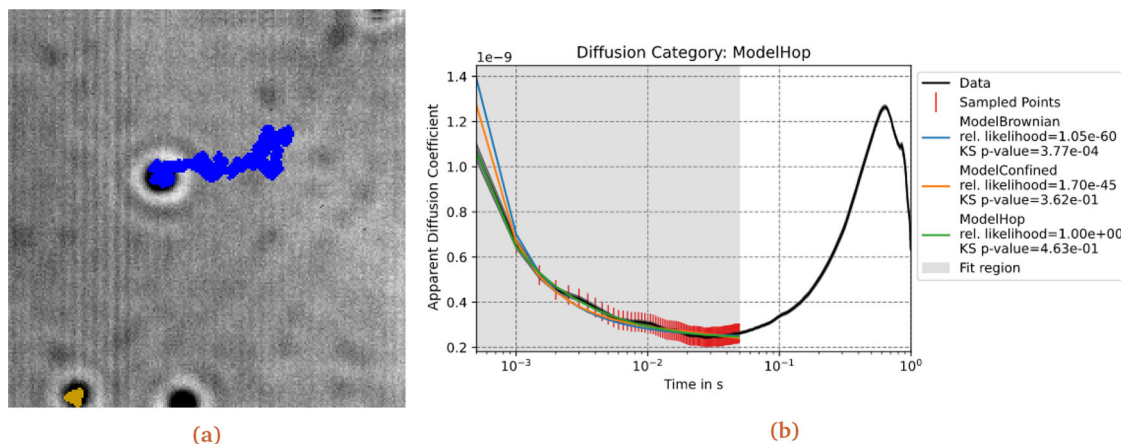 Diffusion Category: ModelHop
1e−9
1.4
1.2
1.0
0.8
0.6
0.4
0.2
Apparent Diffusion Coefficient
10⁻³
10⁻²
10⁻¹
10⁰
Time in s
Data
Sampled Points
ModelBrownian
rel. likelihood=1.05e-60
KS p-value=3.77e-04
ModelConfined
rel. likelihood=1.70e-45
KS p-value=3.62e-01
ModelHop
rel. likelihood=1.00e+00
KS p-value=4.63e-01
Fit region
(a)
(b)